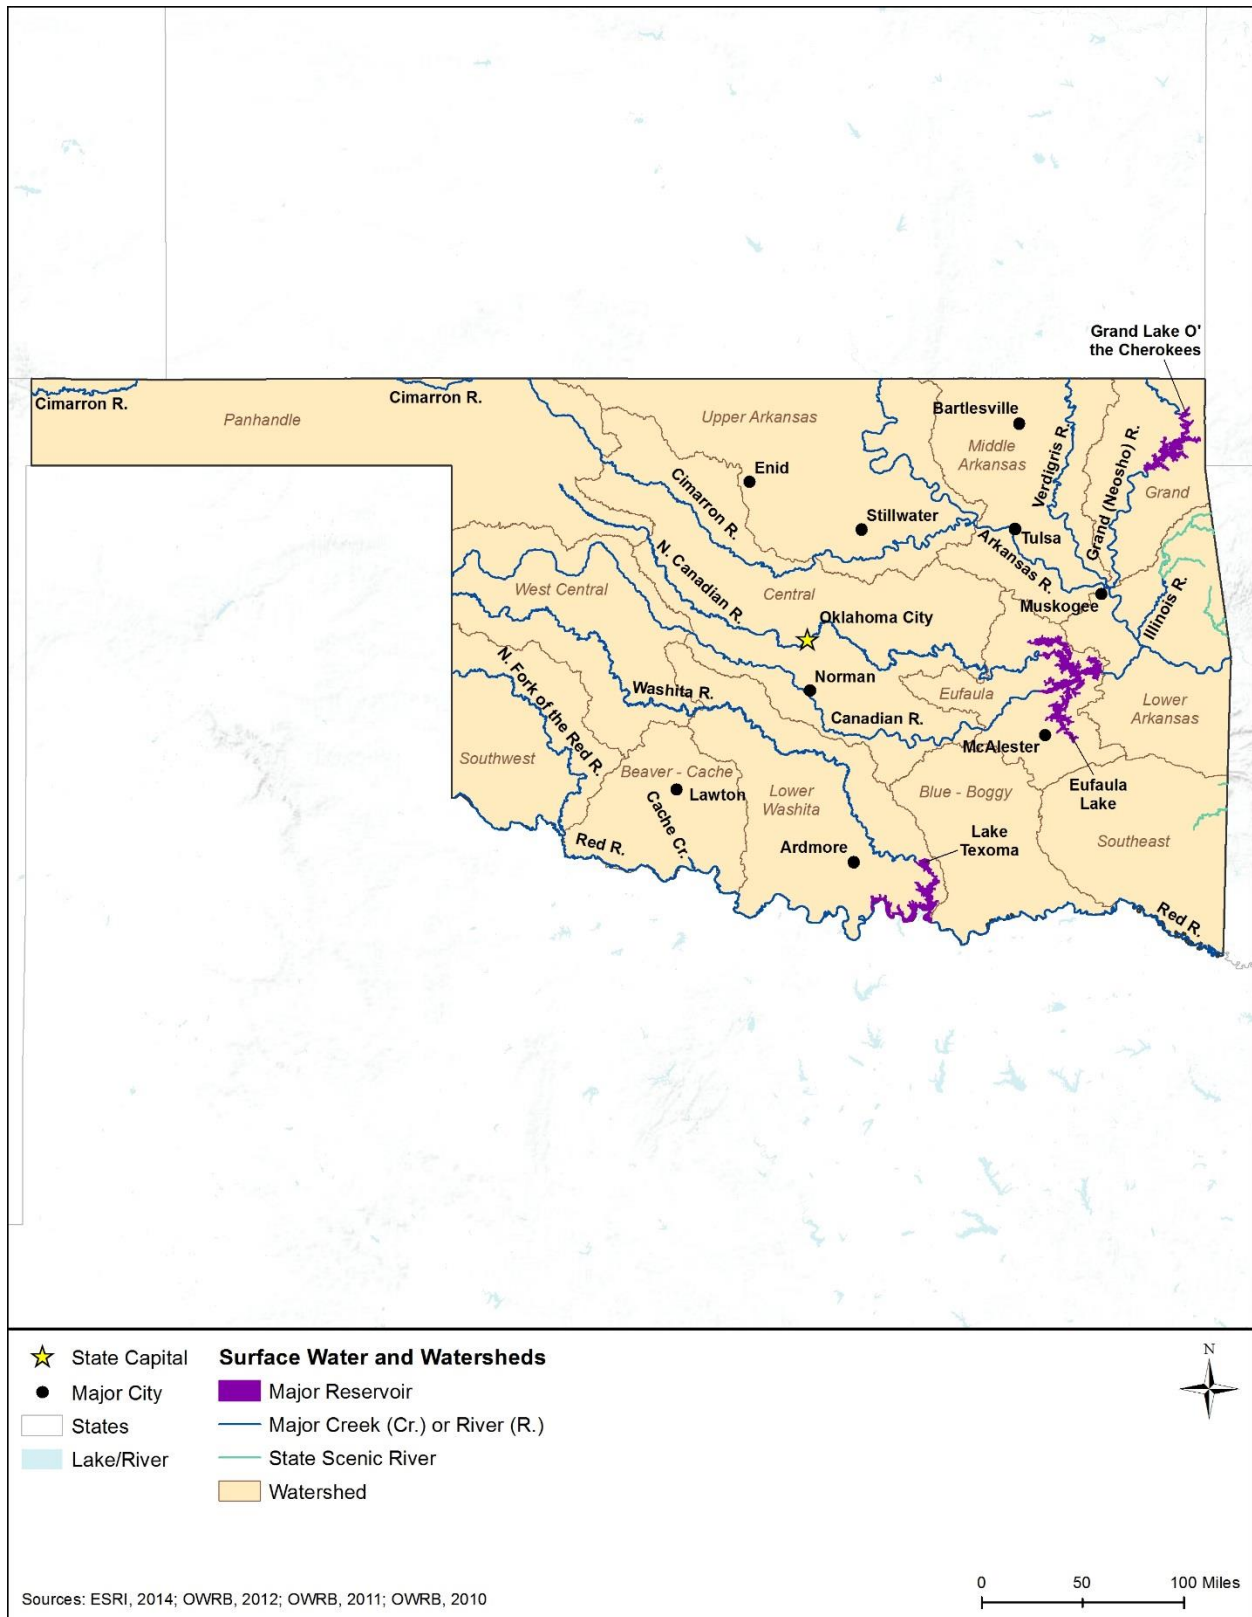 Grand Lake O'
the Cherokees
Cimarron R.
Cimarron R.
Panhandle
Upper Arkansas
Bartlesville
Middle
Arkansas
Verdigris R.
Grand (Neosho) R.
Grand
Enid
Cimarron R.
Stillwater
Tulsa
Arkansas R.
N. Canadian R.
West Central
Central
Muskogee
Illinois R.
Oklahoma City
N. Fork of the Red R.
Washita R.
Norman
Canadian R.
Eufaula
Lower
Arkansas
McAlester
Southwest
Beaver - Cache
Lawton
Cache Cr.
Lower
Washita
Blue - Boggy
Eufaula
Lake
Red R.
Ardmore
Lake
Texoma
Southeast
Red R.
State Capital
Major City
States
Lake/River
Surface Water and Watersheds
Major Reservoir
Major Creek (Cr.) or River (R.)
State Scenic River
Watershed
N
Sources: ESRI, 2014; OWRB, 2012; OWRB, 2011; OWRB, 2010
0 50 100 Miles